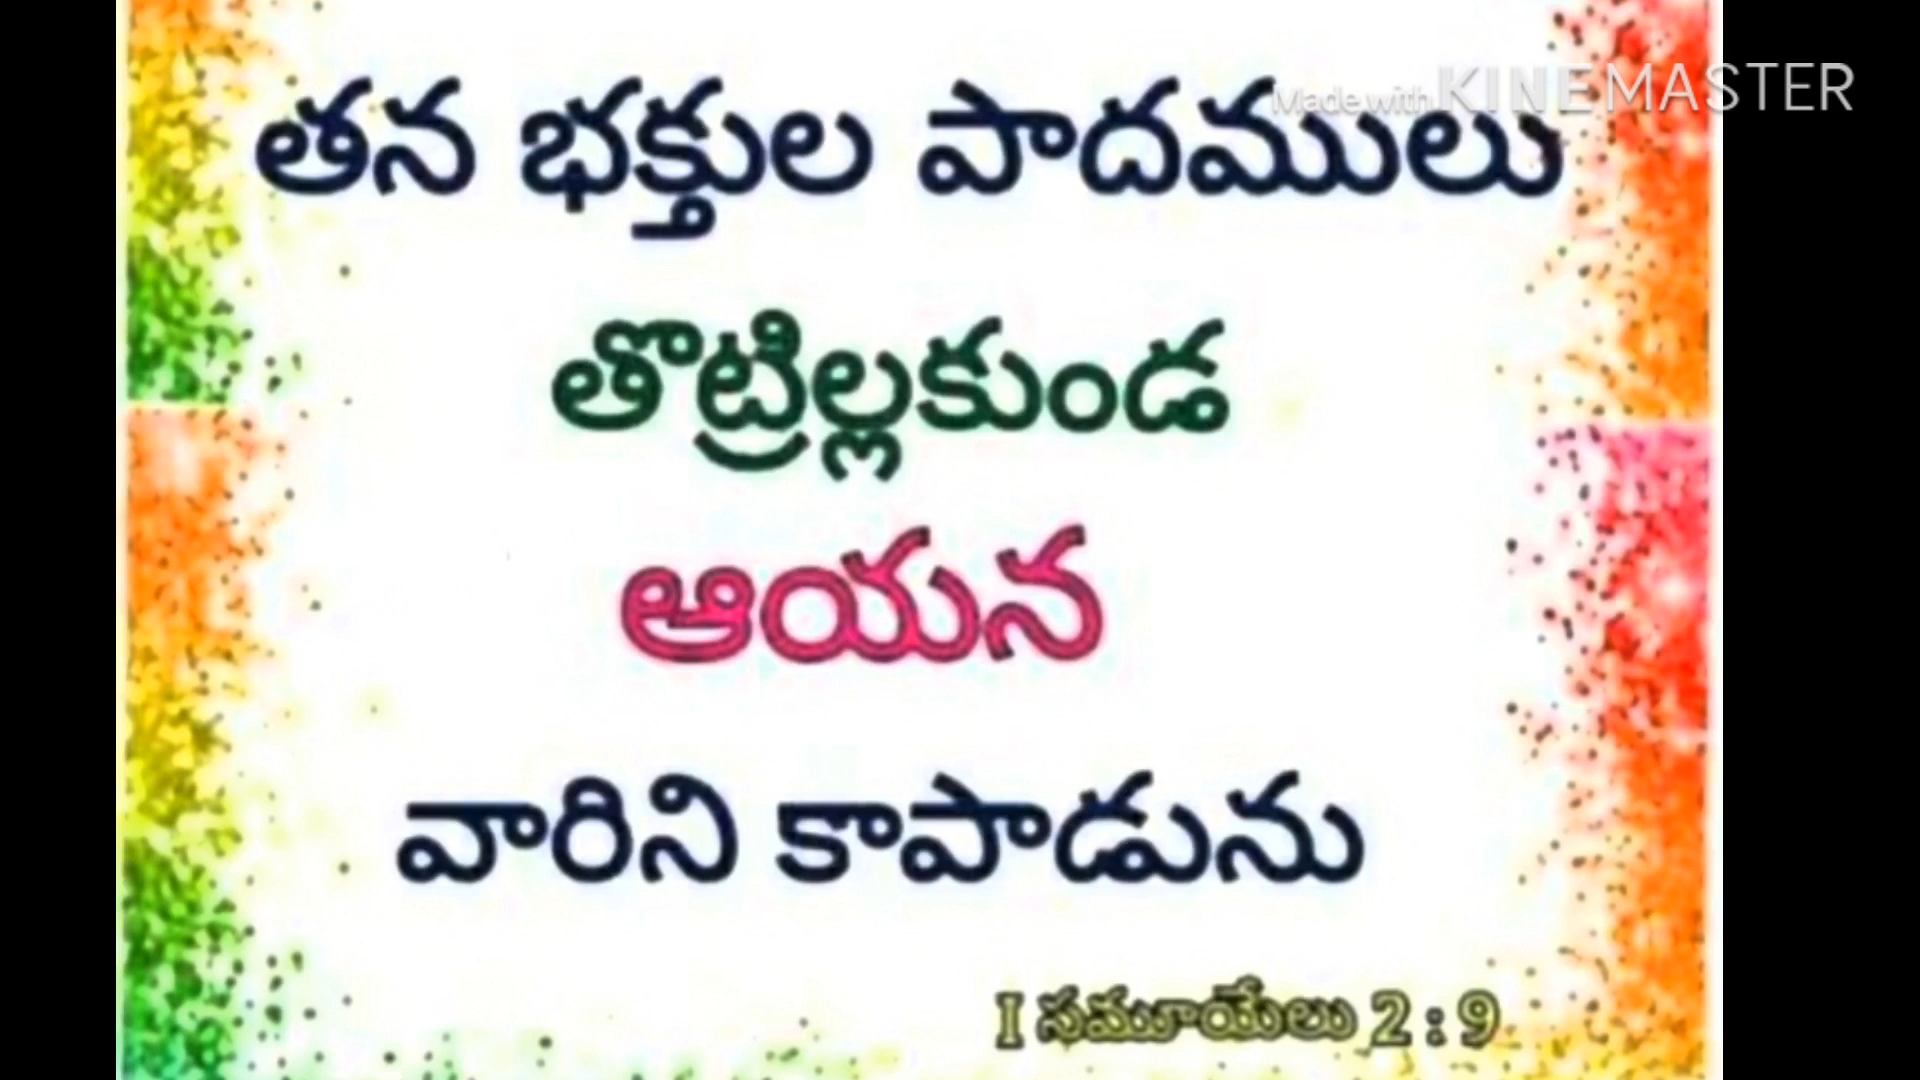 Made with KINEMASTER
తన భక్తుల పాదములు
తొట్రిల్లకుండ
ఆయన
వారిని కాపాడును
I సమూయేలు 2 : 9